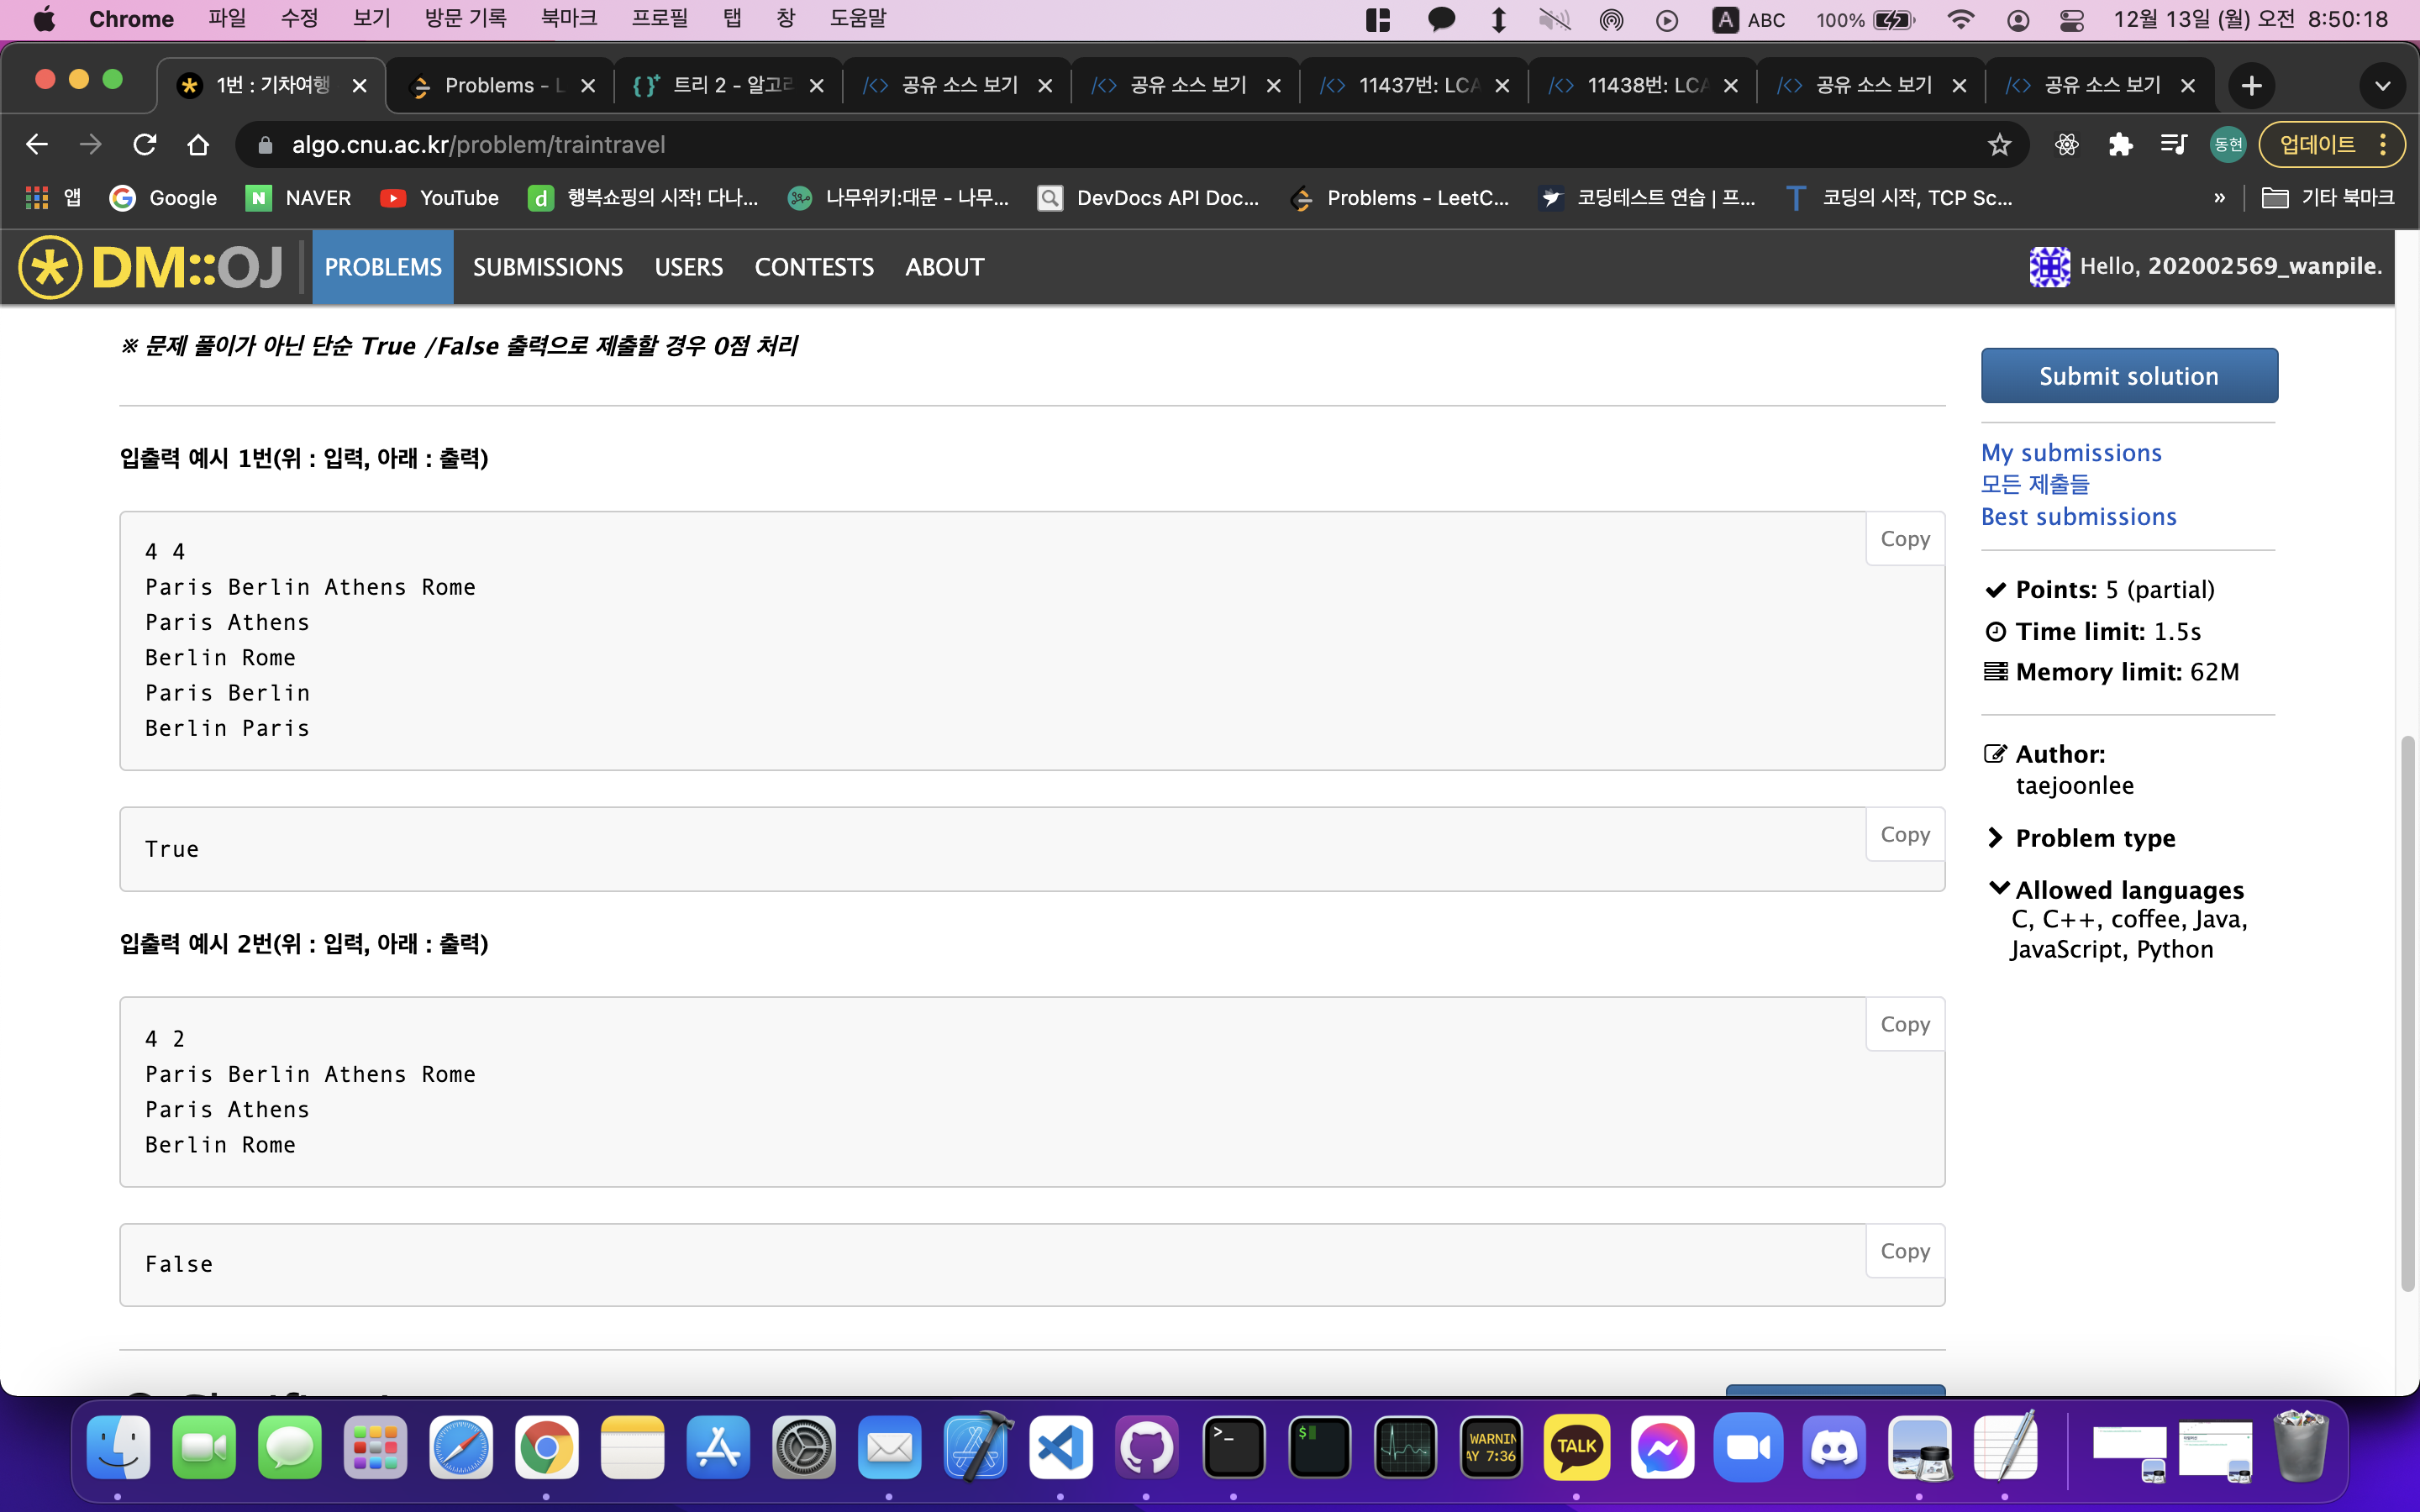 Chrome 파일 수정 보기 방문 기록 북마크 프로필 탭 창 도움말 A ABC 100% 12월 13일 (월) 오전 8:50:18
1번 : 기차여행 Problems - L 트리 2 - 알고리 공유 소스 보기 공유 소스 보기 11437번: LCA 11438번: LCA 공유 소스 보기 공유 소스 보기
algo.cnu.ac.kr/problem/traintravel 동현 업데이트
앱 Google NAVER YouTube 행복쇼핑의 시작! 다나... 나무위키:대문 - 나무... DevDocs API Doc... Problems - LeetC... 코딩테스트 연습 | 프... 코딩의 시작, TCP Sc... » 기타 북마크
DM::OJ PROBLEMS SUBMISSIONS USERS CONTESTS ABOUT Hello, 202002569_wanpile.
※ 문제 풀이가 아닌 단순 True /False 출력으로 제출할 경우 0점 처리
입출력 예시 1번(위 : 입력, 아래 : 출력)
Copy
4 4
Paris Berlin Athens Rome
Paris Athens
Berlin Rome
Paris Berlin
Berlin Paris
Copy
True
입출력 예시 2번(위 : 입력, 아래 : 출력)
Copy
4 2
Paris Berlin Athens Rome
Paris Athens
Berlin Rome
Copy
False
Submit solution
My submissions
모든 제출들
Best submissions
Points: 5 (partial)
Time limit: 1.5s
Memory limit: 62M
Author:
taejoonlee
Problem type
Allowed languages
C, C++, coffee, Java,
JavaScript, Python
WARNIN
AY 7:36
TALK